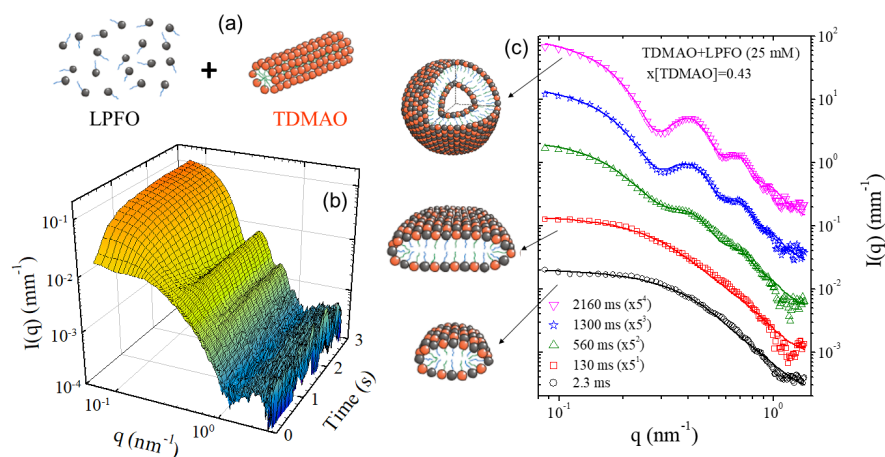 (a)
LPFO
+
TDMAO
(b)
I(q) (mm⁻¹)
10⁻¹
10⁻²
10⁻³
10⁻⁴
10⁻¹
10⁰
q (nm⁻¹)
0
1
2
3
Time (s)
(c)
TDMAO+LPFO (25 mM)
x[TDMAO]=0.43
2160 ms (x5⁴)
1300 ms (x5³)
560 ms (x5²)
130 ms (x5¹)
2.3 ms
10⁻¹
10⁰
q (nm⁻¹)
10²
10¹
10⁰
10⁻¹
10⁻²
10⁻³
I(q) (mm⁻¹)